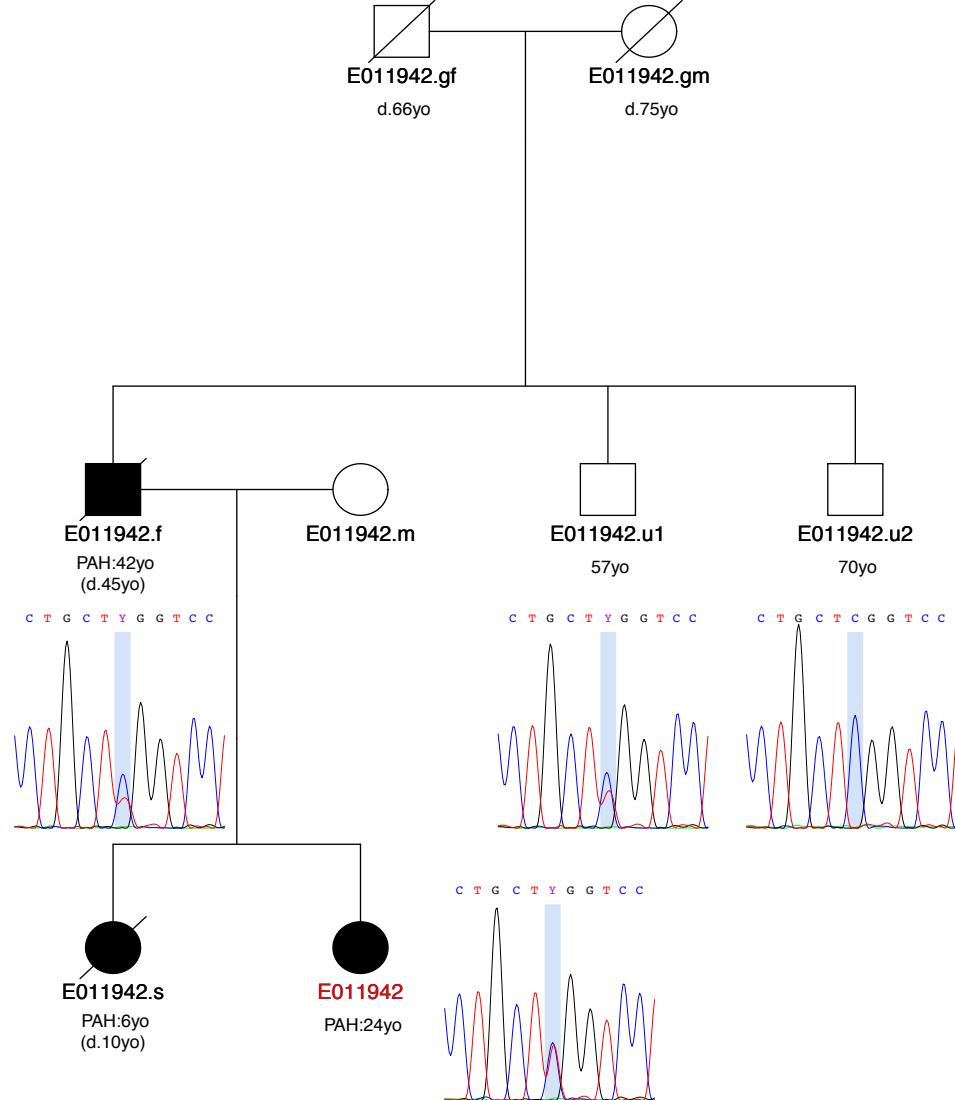 E011942.gf
d.66yo
E011942.gm
d.75yo
E011942.f
PAH:42yo
(d.45yo)
E011942.m
E011942.u1
57yo
E011942.u2
70yo
C T G C T Y G G T C C
C T G C T Y G G T C C
C T G C T C G G T C C
C T G C T Y G G T C C
E011942.s
PAH:6yo
(d.10yo)
E011942
PAH:24yo